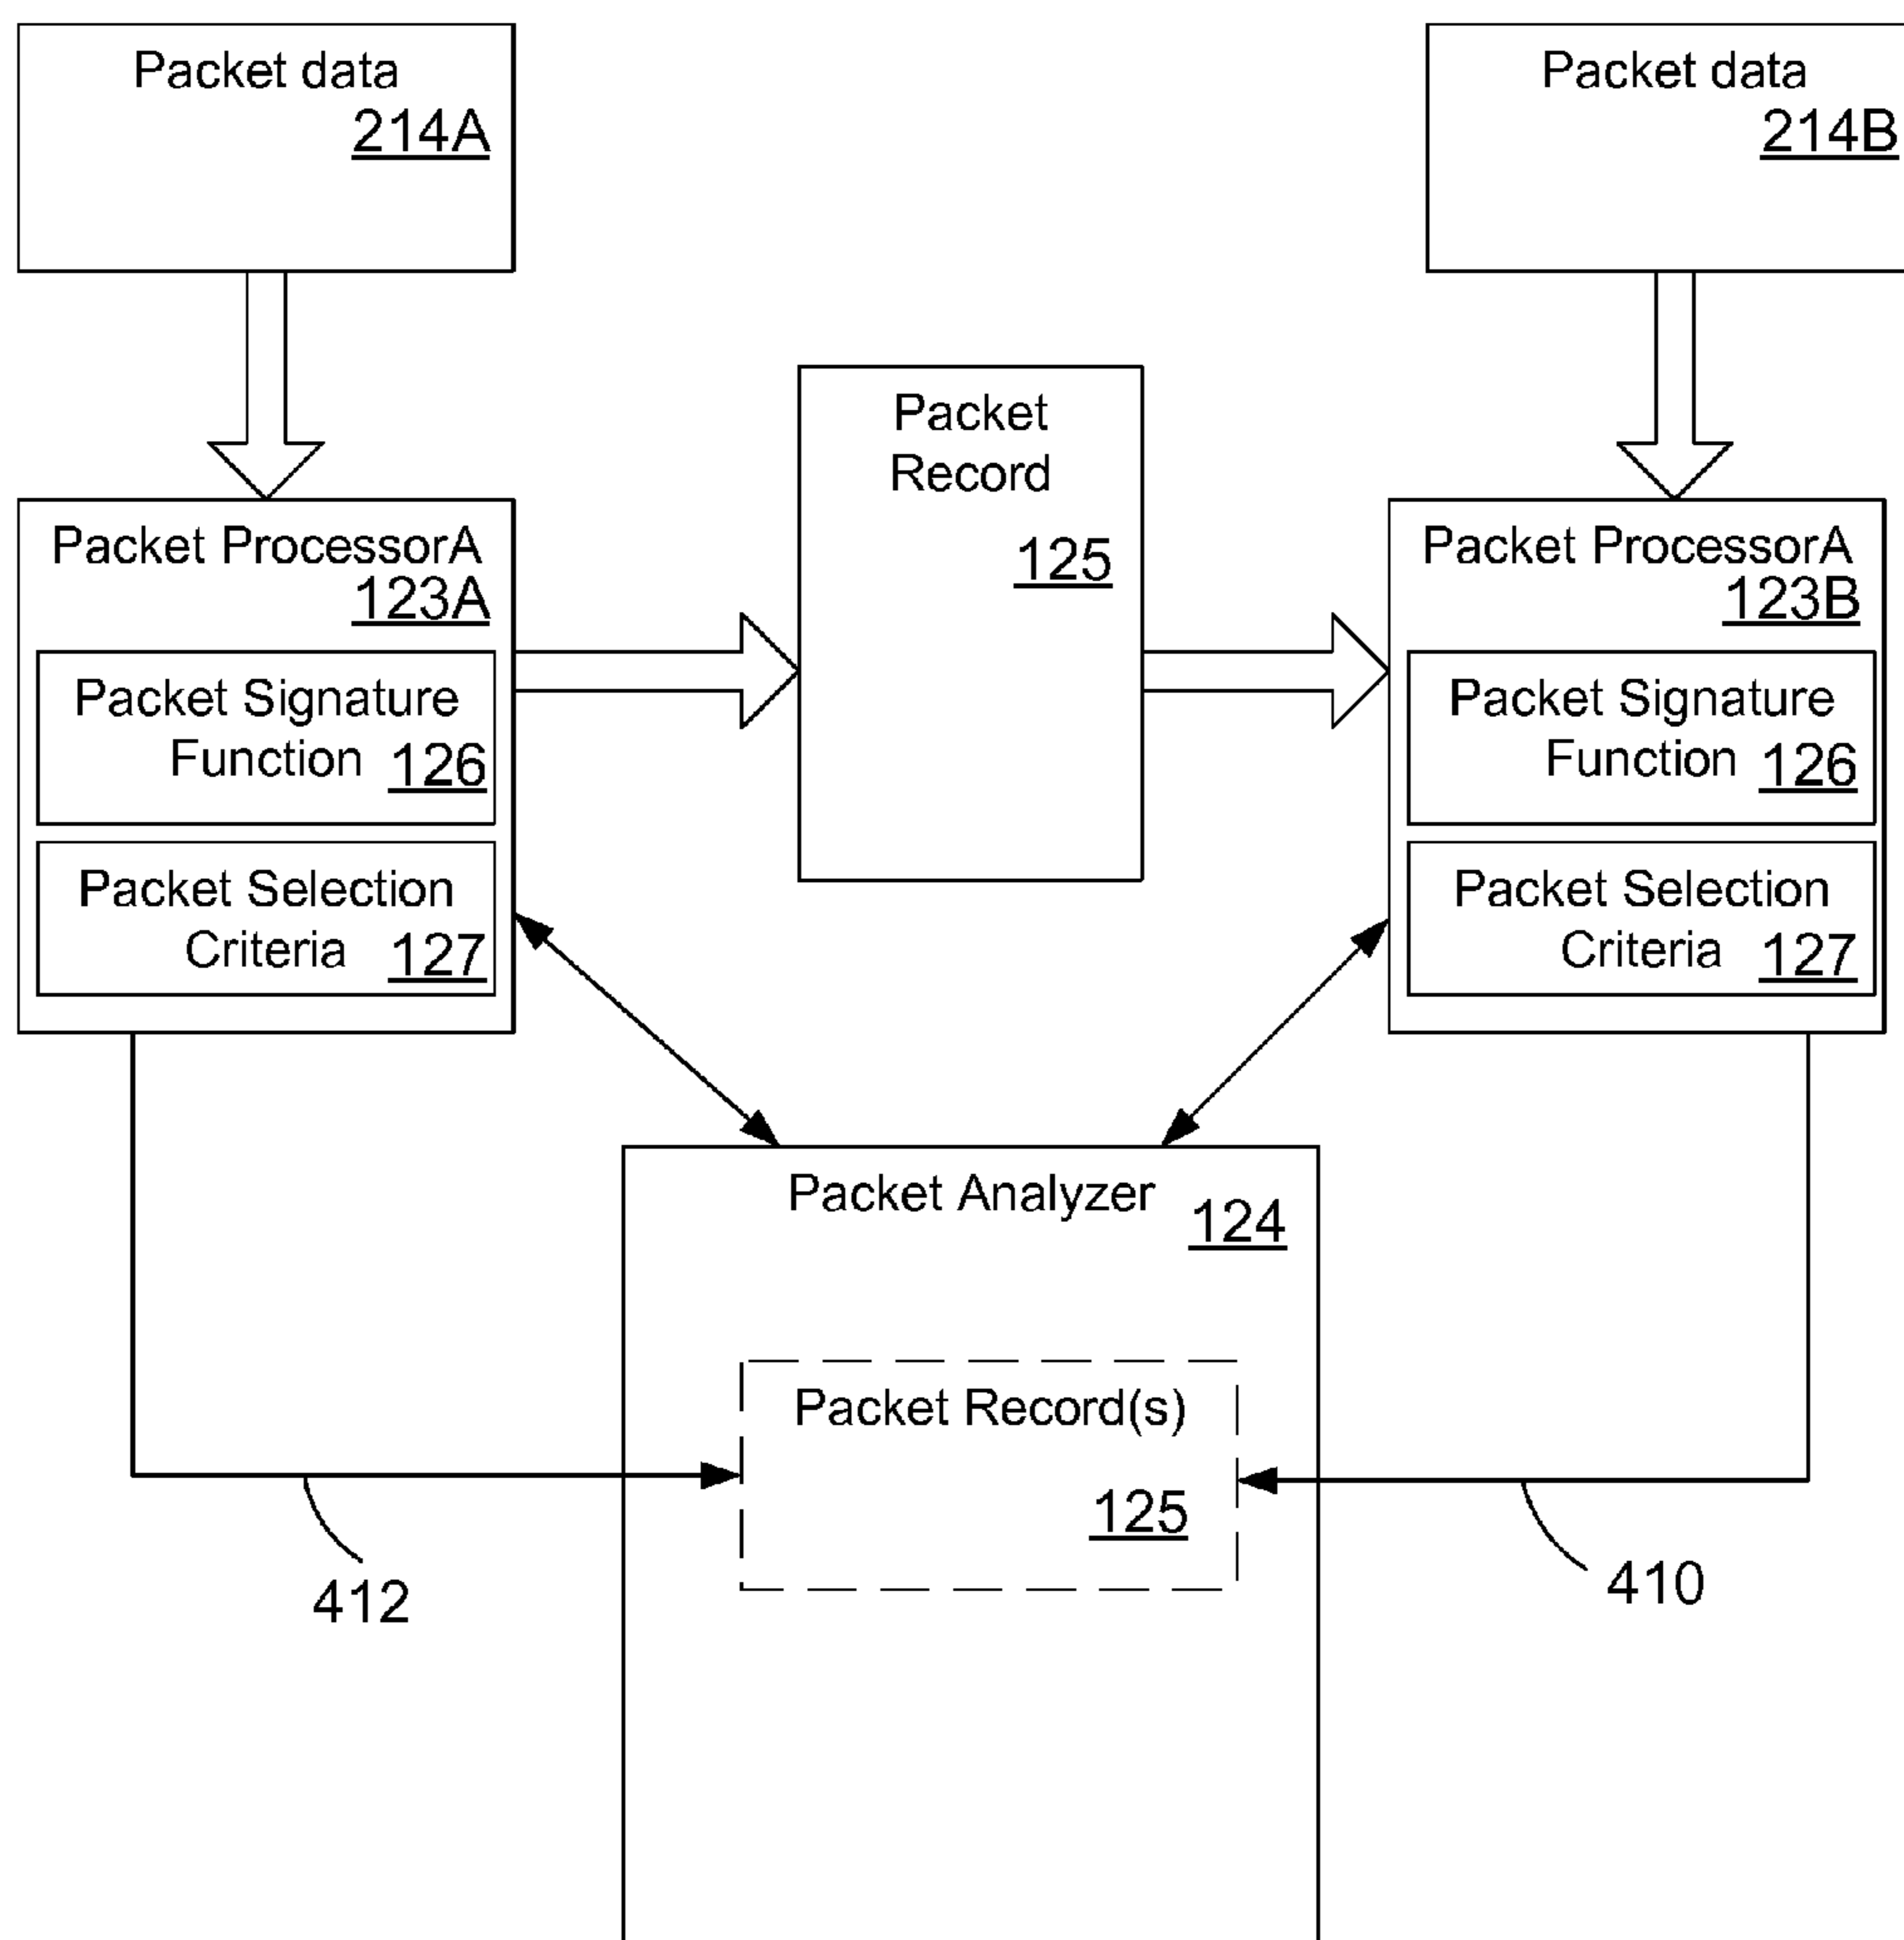 Packet data
214A
Packet data
214B
Packet
Record
125
Packet ProcessorA
123A
Packet Signature
Function 126
Packet Selection
Criteria 127
Packet ProcessorA
123B
Packet Signature
Function 126
Packet Selection
Criteria 127
Packet Analyzer
124
Packet Record(s)
125
412
410